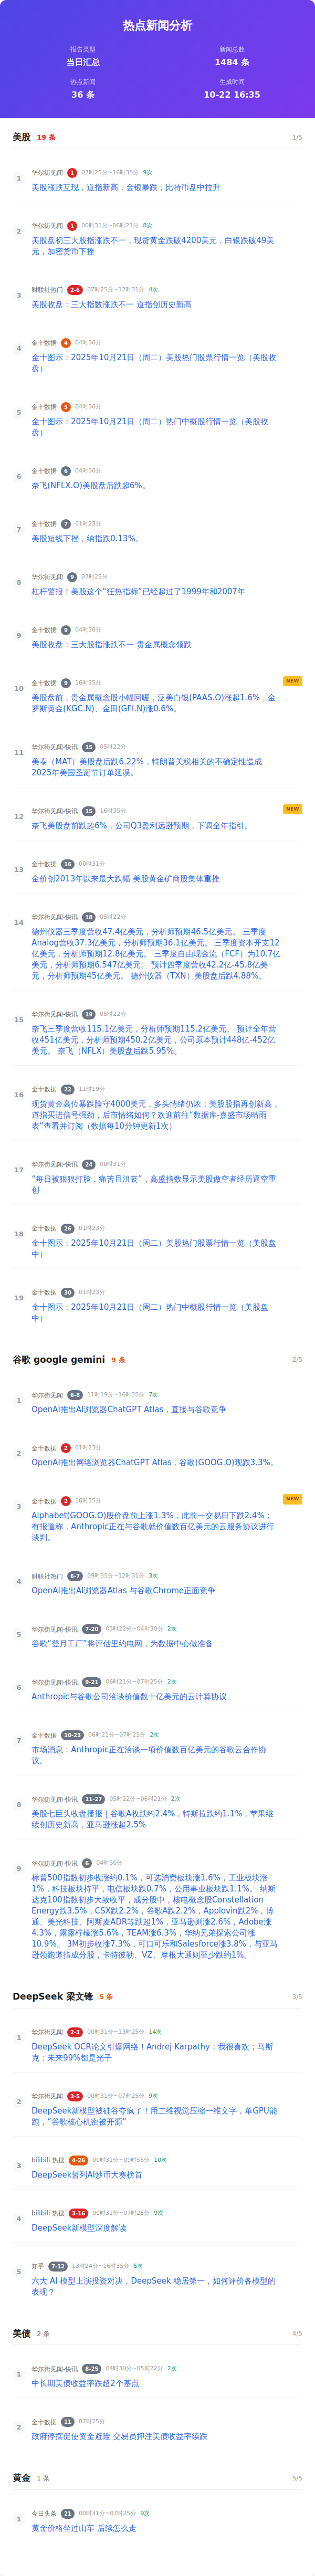 热点新闻分析
报告类型
新闻总数
当日汇总
1484 条
热点新闻
生成时间
36 条
10-22 16:35
美股 19 条 1/5
1
华尔街见闻 1 07时25分~16时35分 9次
美股涨跌互现，道指新高，金银暴跌，比特币盘中拉升
2
华尔街见闻 1 00时31分~06时21分 8次
美股盘初三大股指涨跌不一，现货黄金跌破4200美元，白银跌破49美
元，加密货币下挫
3
财联社热门 2-6 07时25分~12时31分 4次
美股收盘：三大指数涨跌不一 道指创历史新高
4
金十数据 4 04时30分
金十图示：2025年10月21日（周二）美股热门股票行情一览（美股收
盘）
5
金十数据 5 04时30分
金十图示：2025年10月21日（周二）热门中概股行情一览（美股收
盘）
6
金十数据 6 04时30分
奈飞(NFLX.O)美股盘后跌超6%。
7
金十数据 7 01时23分
美股短线下挫，纳指跌0.13%。
8
华尔街见闻 9 07时25分
杠杆警报！美股这个“狂热指标”已经超过了1999年和2007年
9
金十数据 9 04时30分
美股收盘：三大股指涨跌不一 贵金属概念领跌
10
金十数据 9 16时35分 NEW
美股盘前，贵金属概念股小幅回暖，泛美白银(PAAS.O)涨超1.6%，金
罗斯黄金(KGC.N)、金田(GFI.N)涨0.6%。
11
华尔街见闻-快讯 15 05时22分
美泰（MAT）美股盘后跌6.22%，特朗普关税相关的不确定性造成
2025年美国圣诞节订单延误。
12
华尔街见闻-快讯 15 16时35分 NEW
奈飞美股盘前跌超6%，公司Q3盈利远逊预期，下调全年指引。
13
金十数据 16 00时31分
金价创2013年以来最大跌幅 美股黄金矿商股集体重挫
14
华尔街见闻-快讯 18 05时22分
德州仪器三季度营收47.4亿美元，分析师预期46.5亿美元。 三季度
Analog营收37.3亿美元，分析师预期36.1亿美元。 三季度资本开支12
亿美元，分析师预期12.8亿美元。 三季度自由现金流（FCF）为10.7亿
美元，分析师预期6.547亿美元。 预计四季度营收42.2亿-45.8亿美
元，分析师预期45亿美元。 德州仪器（TXN）美股盘后跌4.88%。
15
华尔街见闻-快讯 19 05时22分
奈飞三季度营收115.1亿美元，分析师预期115.2亿美元。 预计全年营
收451亿美元，分析师预期450.2亿美元，公司原本预计448亿-452亿
美元。 奈飞（NFLX）美股盘后跌5.95%。
16
金十数据 22 11时19分
现货黄金高位暴跌险守4000美元，多头情绪仍浓；美股股指再创新高，
道指买进信号强劲，后市情绪如何？欢迎前往“数据库-嘉盛市场晴雨
表”查看并订阅（数据每10分钟更新1次）
17
华尔街见闻-快讯 24 00时31分
“每日被狠狠打脸，痛苦且沮丧”，高盛指数显示美股做空者经历逼空重
创
18
金十数据 26 01时23分
金十图示：2025年10月21日（周二）美股热门股票行情一览（美股盘
中）
19
金十数据 30 01时23分
金十图示：2025年10月21日（周二）热门中概股行情一览（美股盘
中）
谷歌 google gemini 9 条 2/5
1
华尔街见闻 6-8 11时19分~16时35分 7次
OpenAI推出AI浏览器ChatGPT Atlas，直接与谷歌竞争
2
金十数据 2 01时23分
OpenAI推出网络浏览器ChatGPT Atlas，谷歌(GOOG.O)现跌3.3%。
3
金十数据 2 16时35分 NEW
Alphabet(GOOG.O)股价盘前上涨1.3%，此前一交易日下跌2.4%；
有报道称，Anthropic正在与谷歌就价值数百亿美元的云服务协议进行
谈判。
4
财联社热门 6-7 09时55分~12时31分 3次
OpenAI推出AI浏览器Atlas 与谷歌Chrome正面竞争
5
华尔街见闻-快讯 7-20 03时22分~04时30分 2次
谷歌“登月工厂”将评估里约电网，为数据中心做准备
6
华尔街见闻-快讯 9-21 06时21分~07时25分 2次
Anthropic与谷歌公司洽谈价值数十亿美元的云计算协议
7
金十数据 10-23 06时21分~07时25分 2次
市场消息：Anthropic正在洽谈一项价值数百亿美元的谷歌云合作协
议。
8
华尔街见闻-快讯 11-27 05时22分~06时21分 2次
美股七巨头收盘播报｜谷歌A收跌约2.4%，特斯拉跌约1.1%，苹果继
续创历史新高，亚马逊涨超2.5%
9
华尔街见闻-快讯 6 04时30分
标普500指数初步收涨约0.1%，可选消费板块涨1.6%，工业板块涨
1%，科技板块持平，电信板块跌0.7%，公用事业板块跌1.1%。 纳斯
达克100指数初步大致收平，成分股中，核电概念股Constellation
Energy跌3.5%，CSX跌2.2%，谷歌A跌2.2%，Applovin跌2%，博
通、美光科技、阿斯麦ADR等跌超1%，亚马逊则涨2.6%，Adobe涨
4.3%，露露柠檬涨5.6%，TEAM涨6.3%，华纳兄弟探索公司涨
10.9%。 3M初步收涨7.3%，可口可乐和Salesforce涨3.8%，与亚马
逊领跑道指成分股，卡特彼勒、VZ、摩根大通则至少跌约1%。
DeepSeek 梁文锋 5 条 3/5
1
华尔街见闻 2-3 00时31分~13时25分 14次
DeepSeek OCR论文引爆网络！Andrej Karpathy：我很喜欢；马斯
克：未来99%都是光子
2
华尔街见闻 3-5 00时31分~07时25分 9次
DeepSeek新模型被硅谷夸疯了！用二维视觉压缩一维文字，单GPU能
跑，“谷歌核心机密被开源”
3
bilibili 热搜 4-26 00时31分~09时55分 10次
DeepSeek暂列AI炒币大赛榜首
4
bilibili 热搜 3-16 00时31分~07时25分 9次
DeepSeek新模型深度解读
5
知乎 7-12 13时24分~16时35分 5次
六大 AI 模型上演投资对决，DeepSeek 稳居第一，如何评价各模型的
表现？
美债 2 条 4/5
1
华尔街见闻-快讯 8-25 04时30分~05时22分 2次
中长期美债收益率跌超2个基点
2
金十数据 11 07时25分
政府停摆促使资金避险 交易员押注美债收益率续跌
黄金 1 条 5/5
1
今日头条 21 00时31分~07时25分 9次
黄金价格坐过山车 后续怎么走